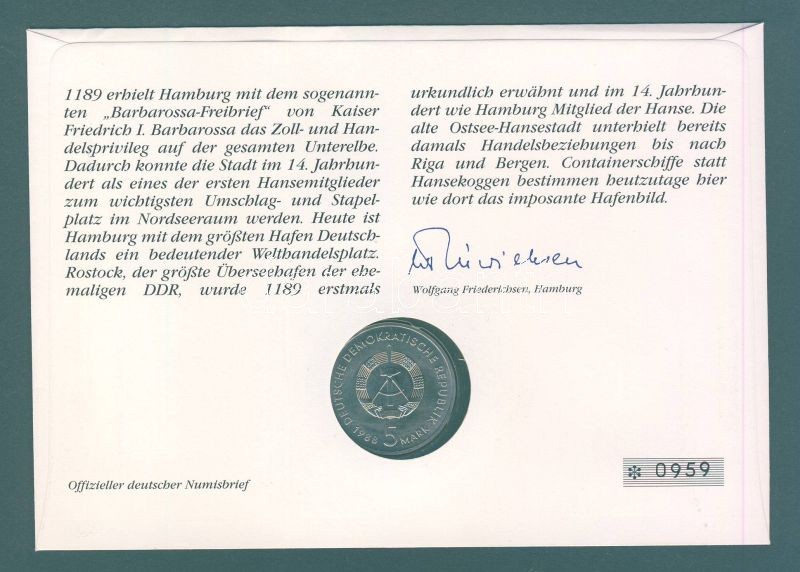 1189 erhielt Hamburg mit dem sogenann-
ten „Barbarossa-Freibrief" von Kaiser
Friedrich I. Barbarossa das Zoll- und Han-
delsprivileg auf der gesamten Unterelbe.
Dadurch konnte die Stadt im 14. Jahrhun-
dert als eines der ersten Hansemitglieder
zum wichtigsten Umschlag- und Stapel-
platz im Nordseeraum werden. Heute ist
Hamburg mit dem größten Hafen Deutsch-
lands ein bedeutender Welthandelsplatz.
Rostock, der größte Überseehafen der ehe-
maligen DDR, wurde 1189 erstmals
urkundlich erwähnt und im 14. Jahrhun-
dert wie Hamburg Mitglied der Hanse. Die
alte Ostsee-Hansestadt unterhielt bereits
damals Handelsbeziehungen bis nach
Riga und Bergen. Containerschiffe statt
Hansekoggen bestimmen heutzutage hier
wie dort das imposante Hafenbild.
Wolfgang Friederichsen, Hamburg
DEUTSCHE DEMOKRATISCHE REPUBLIK
1988 5 MARK
Offizieller deutscher Numisbrief
* 0959